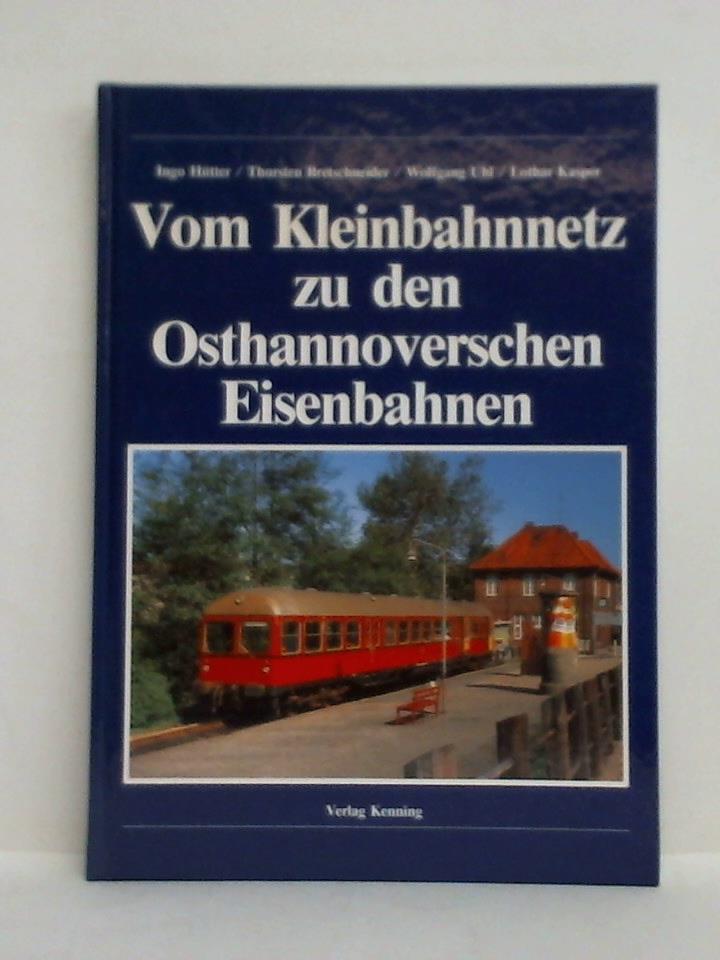 Ingo Hütter / Thorsten Bretschneider / Wolfgang Uhl / Lothar Kasper
Vom Kleinbahnnetz
zu den
Osthannoverschen
Eisenbahnen
Verlag Kenning